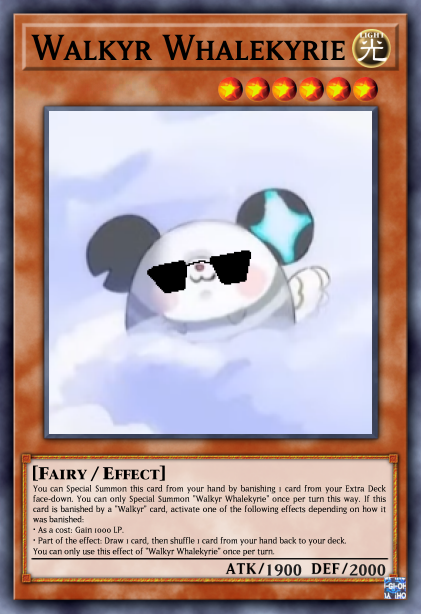 Walkyr Whalekyrie
LIGHT
光
[Fairy / Effect]
You can Special Summon this card from your hand by banishing 1 card from your Extra Deck
face-down. You can only Special Summon "Walkyr Whalekyrie" once per turn this way. If this
card is banished by a "Walkyr" card, activate one of the following effects depending on how it
was banished:
• As a cost: Gain 1000 LP.
• Part of the effect: Draw 1 card, then shuffle 1 card from your hand back to your deck.
You can only use this effect of "Walkyr Whalekyrie" once per turn.
ATK/1900 DEF/2000